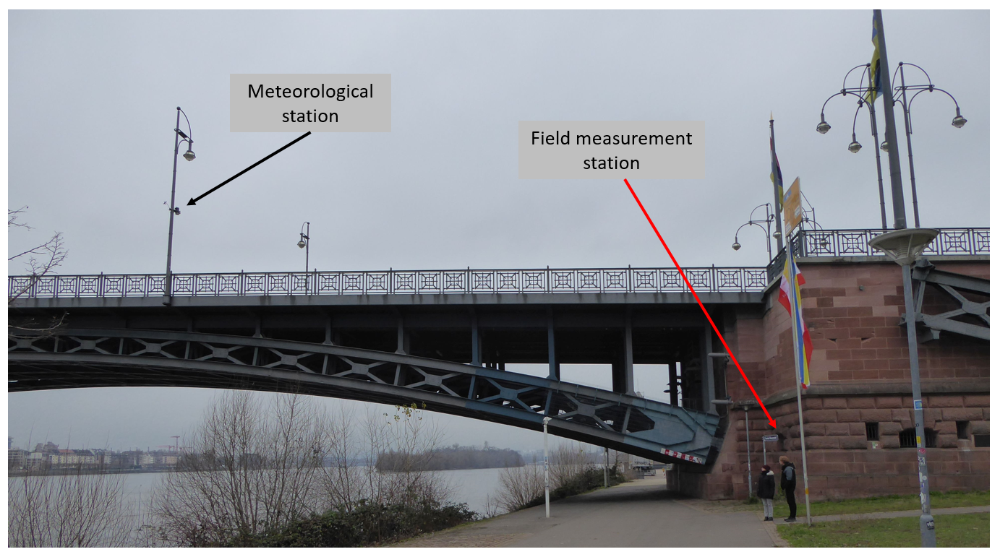 Meteorological
station
Field measurement
station